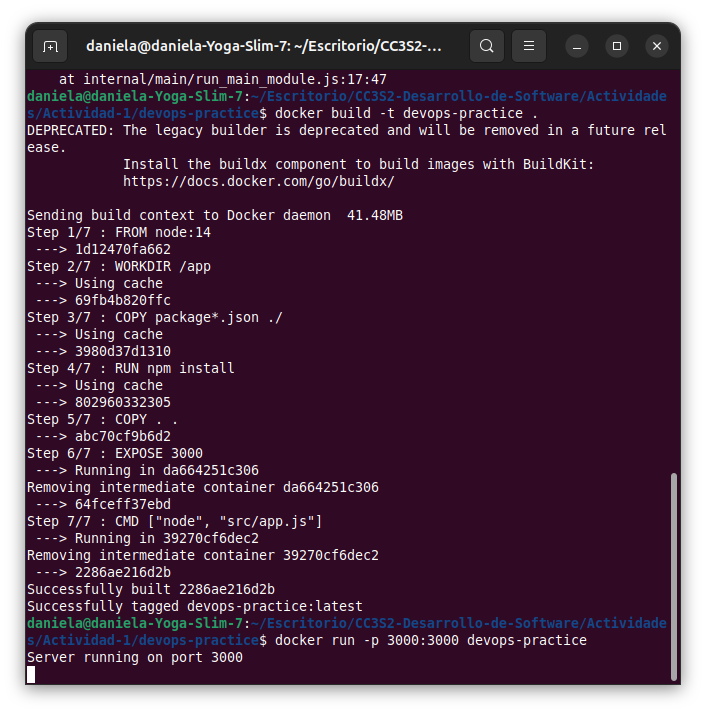 daniela@daniela-Yoga-Slim-7: ~/Escritorio/CC3S2-...
    at internal/main/run_main_module.js:17:47
daniela@daniela-Yoga-Slim-7:~/Escritorio/CC3S2-Desarrollo-de-Software/Actividade
s/Actividad-1/devops-practice$ docker build -t devops-practice .
DEPRECATED: The legacy builder is deprecated and will be removed in a future rel
ease.
            Install the buildx component to build images with BuildKit:
            https://docs.docker.com/go/buildx/

Sending build context to Docker daemon  41.48MB
Step 1/7 : FROM node:14
 ---> 1d12470fa662
Step 2/7 : WORKDIR /app
 ---> Using cache
 ---> 69fb4b820ffc
Step 3/7 : COPY package*.json ./
 ---> Using cache
 ---> 3980d37d1310
Step 4/7 : RUN npm install
 ---> Using cache
 ---> 802960332305
Step 5/7 : COPY . .
 ---> abc70cf9b6d2
Step 6/7 : EXPOSE 3000
 ---> Running in da664251c306
Removing intermediate container da664251c306
 ---> 64fceff37ebd
Step 7/7 : CMD ["node", "src/app.js"]
 ---> Running in 39270cf6dec2
Removing intermediate container 39270cf6dec2
 ---> 2286ae216d2b
Successfully built 2286ae216d2b
Successfully tagged devops-practice:latest
daniela@daniela-Yoga-Slim-7:~/Escritorio/CC3S2-Desarrollo-de-Software/Actividade
s/Actividad-1/devops-practice$ docker run -p 3000:3000 devops-practice
Server running on port 3000